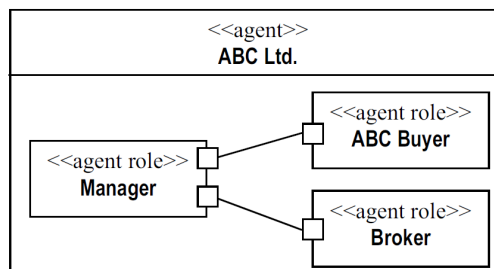 <<agent>>
ABC Ltd.
<<agent role>>
ABC Buyer
<<agent role>>
Manager
<<agent role>>
Broker